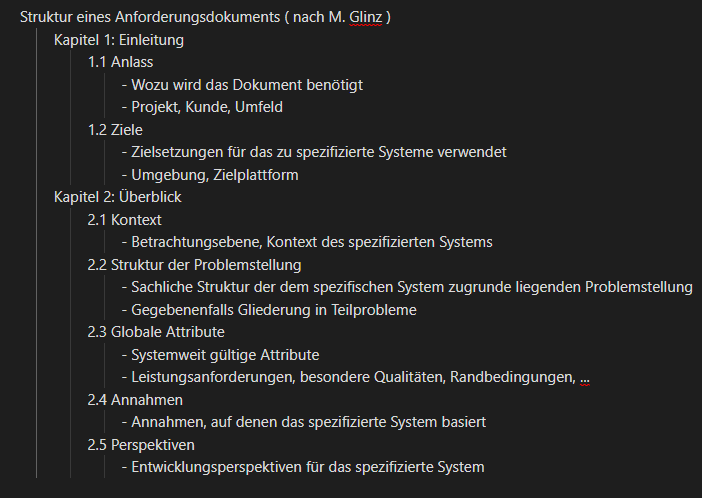 Struktur eines Anforderungsdokuments ( nach M. Glinz )
Kapitel 1: Einleitung
1.1 Anlass
- Wozu wird das Dokument benötigt
- Projekt, Kunde, Umfeld
1.2 Ziele
- Zielsetzungen für das zu spezifizierte Systeme verwendet
- Umgebung, Zielplattform
Kapitel 2: Überblick
2.1 Kontext
- Betrachtungsebene, Kontext des spezifizierten Systems
2.2 Struktur der Problemstellung
- Sachliche Struktur der dem spezifischen System zugrunde liegenden Problemstellung
- Gegebenenfalls Gliederung in Teilprobleme
2.3 Globale Attribute
- Systemweit gültige Attribute
- Leistungsanforderungen, besondere Qualitäten, Randbedingungen, ...
2.4 Annahmen
- Annahmen, auf denen das spezifizierte System basiert
2.5 Perspektiven
- Entwicklungsperspektiven für das spezifizierte System